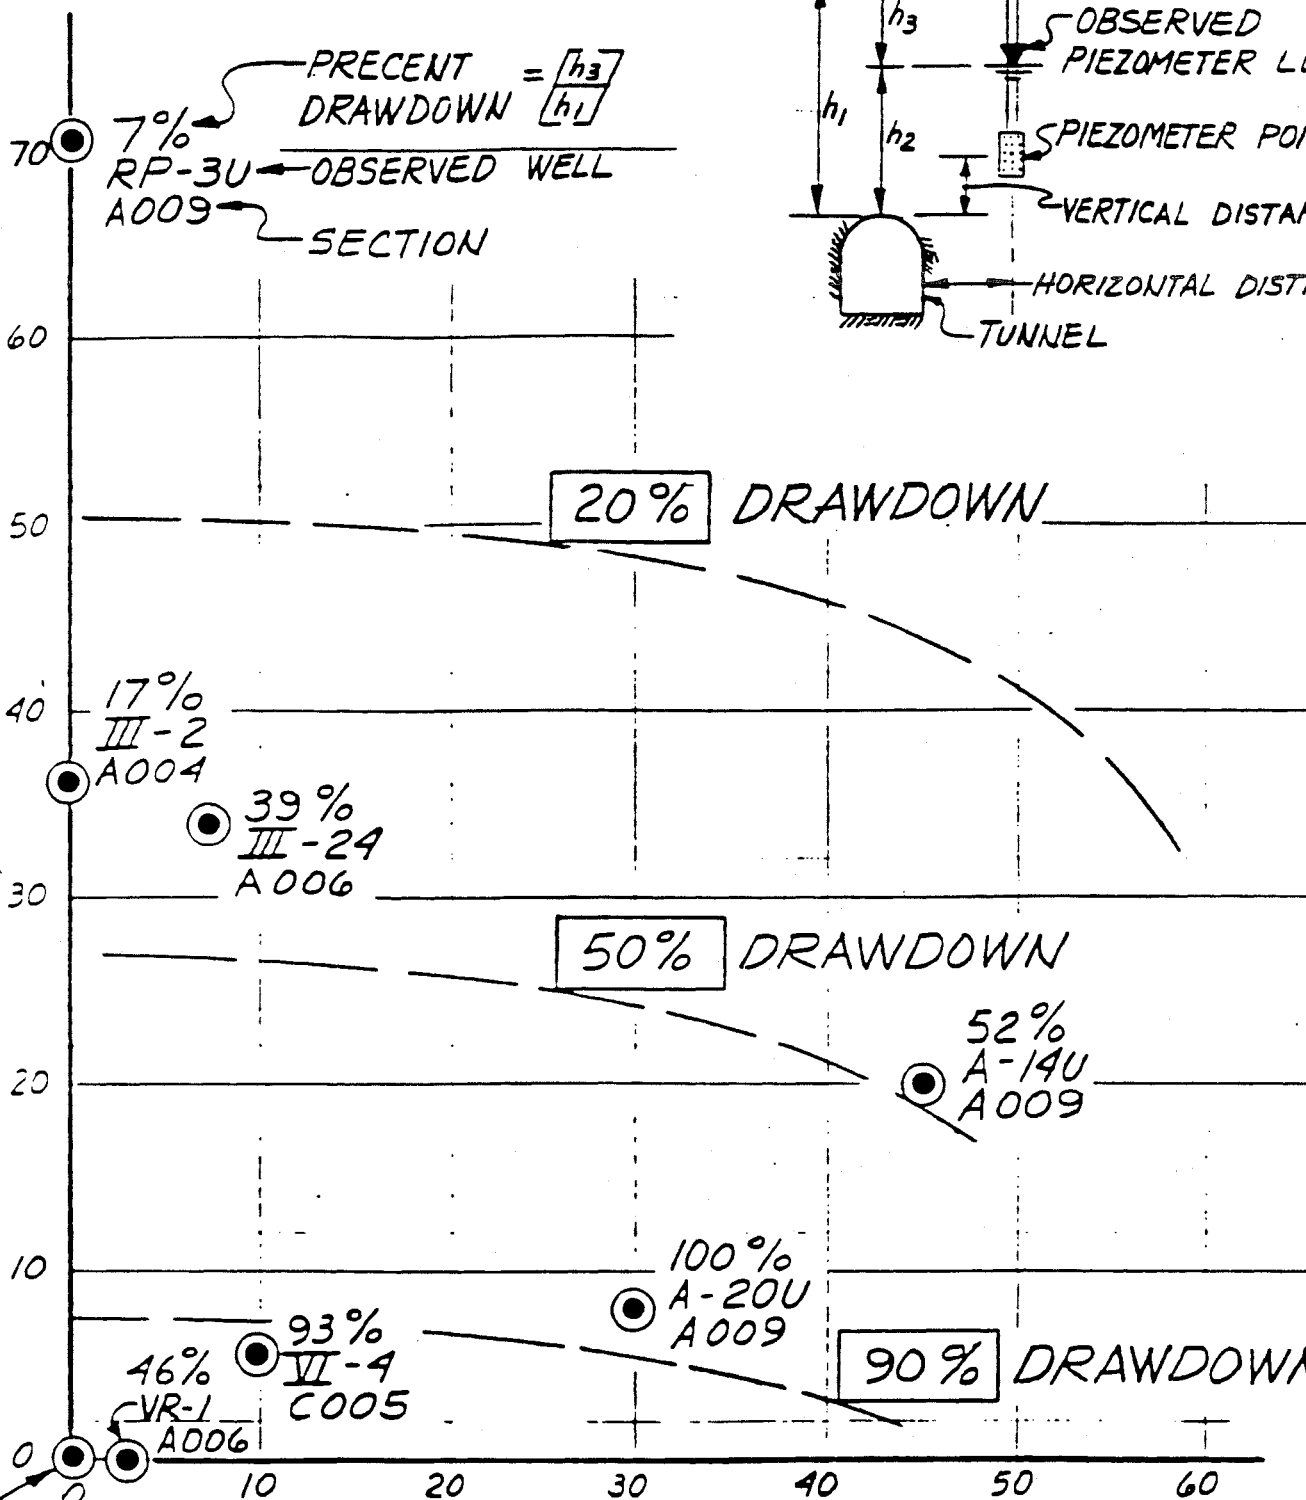 PRECENT
DRAWDOWN = h3
h1
7%
RP-3U OBSERVED WELL
A009
SECTION
h3
h1
h2
OBSERVED
PIEZOMETER
PIEZOMETER
VERTICAL
HORIZONTAL
TUNNEL
70
60
50
40
30
20
10
0
20% DRAWDOWN
17%
III-2
A004
39%
III-24
A006
50% DRAWDOWN
52%
A-14U
A009
100%
A-20U
A009
93%
VI-4
C005
46%
VR-1
A006
90% DRAWDOWN
0 10 20 30 40 50 60